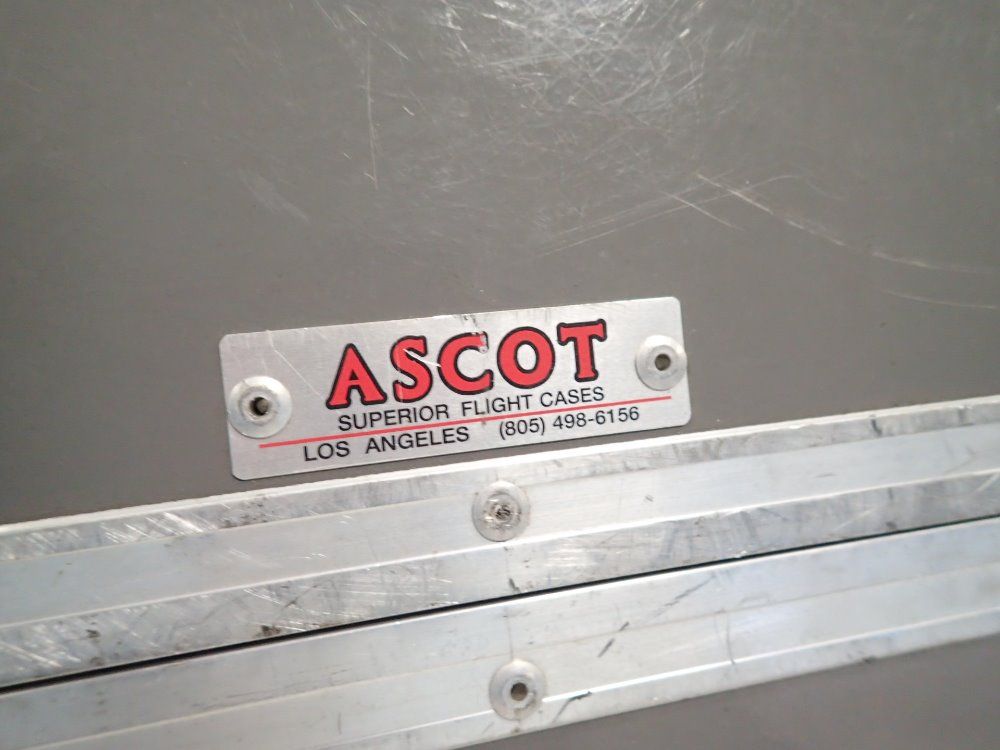 ASCOT
SUPERIOR FLIGHT CASES
LOS ANGELES (805) 498-6156